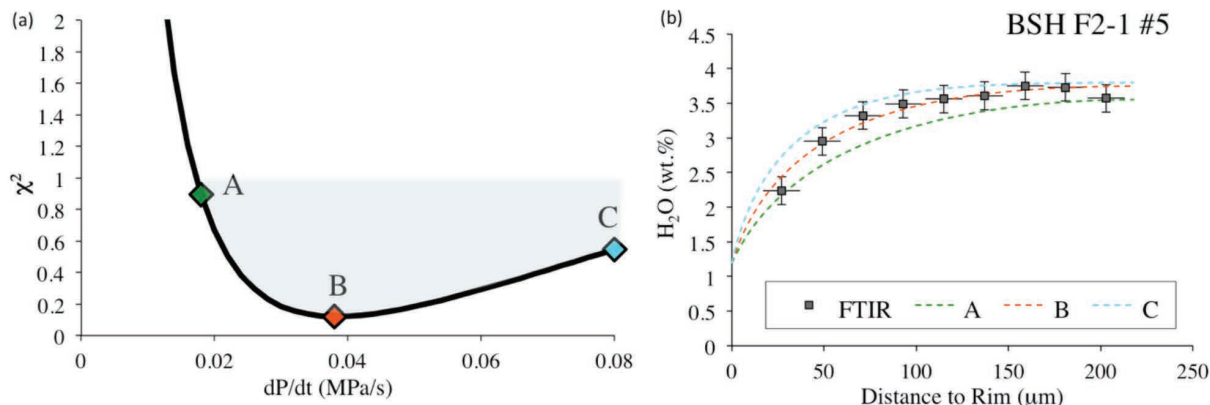 (a)
2
1.8
1.6
1.4
1.2
1
0.8
0.6
0.4
0.2
0
χ²
A
B
C
0
0.02
0.04
0.06
0.08
dP/dt (MPa/s)
(b)
BSH F2-1 #5
4.5
4
3.5
3
2.5
2
1.5
1
0.5
0
H₂O (wt.%)
FTIR A B C
0 50 100 150 200 250
Distance to Rim (μm)